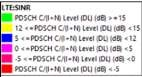 LTE:SINR
PDSCH C/(I+N) Level (DL) (dB) >=15
12 <=PDSCH C/(I+N) Level (DL) (dB) <15
5 <=PDSCH C/(I+N) Level (DL) (dB) <12
0 <=PDSCH C/(I+N) Level (DL) (dB) <5
-5 <=PDSCH C/(I+N) Level (DL) (dB) <0
PDSCH C/(I+N) Level (DL) (dB) <-5